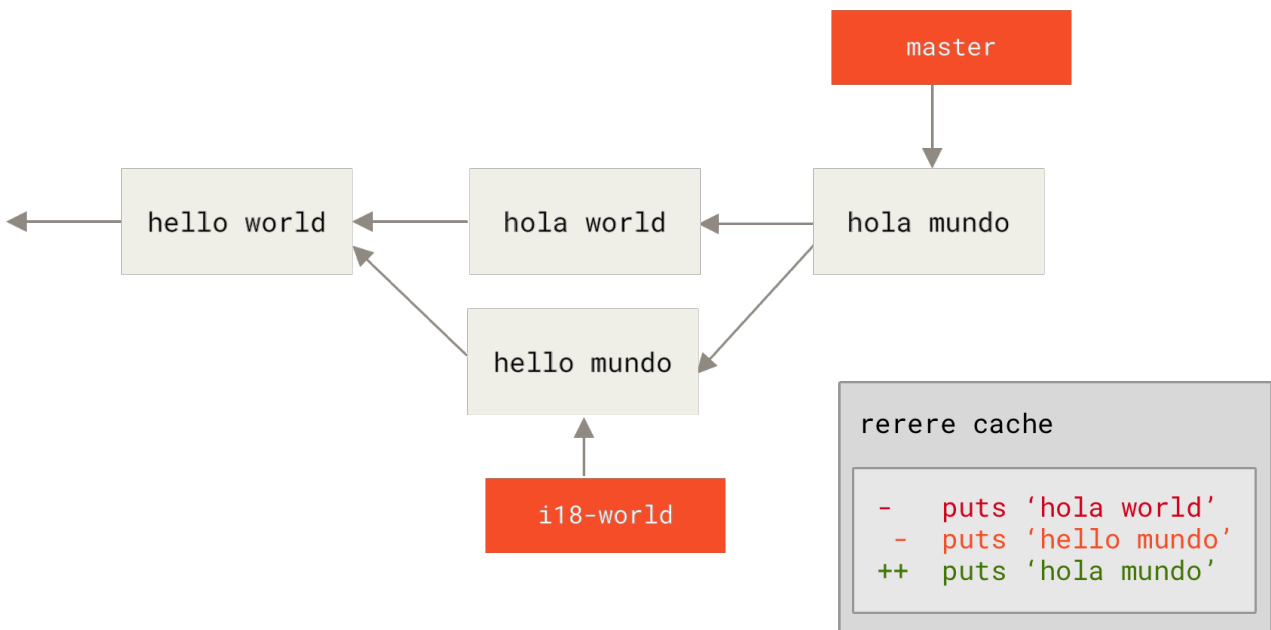 master
hello world
hola world
hola mundo
hello mundo
i18-world
rerere cache
-   puts ‘hola world’
 -  puts ‘hello mundo’
++  puts ‘hola mundo’